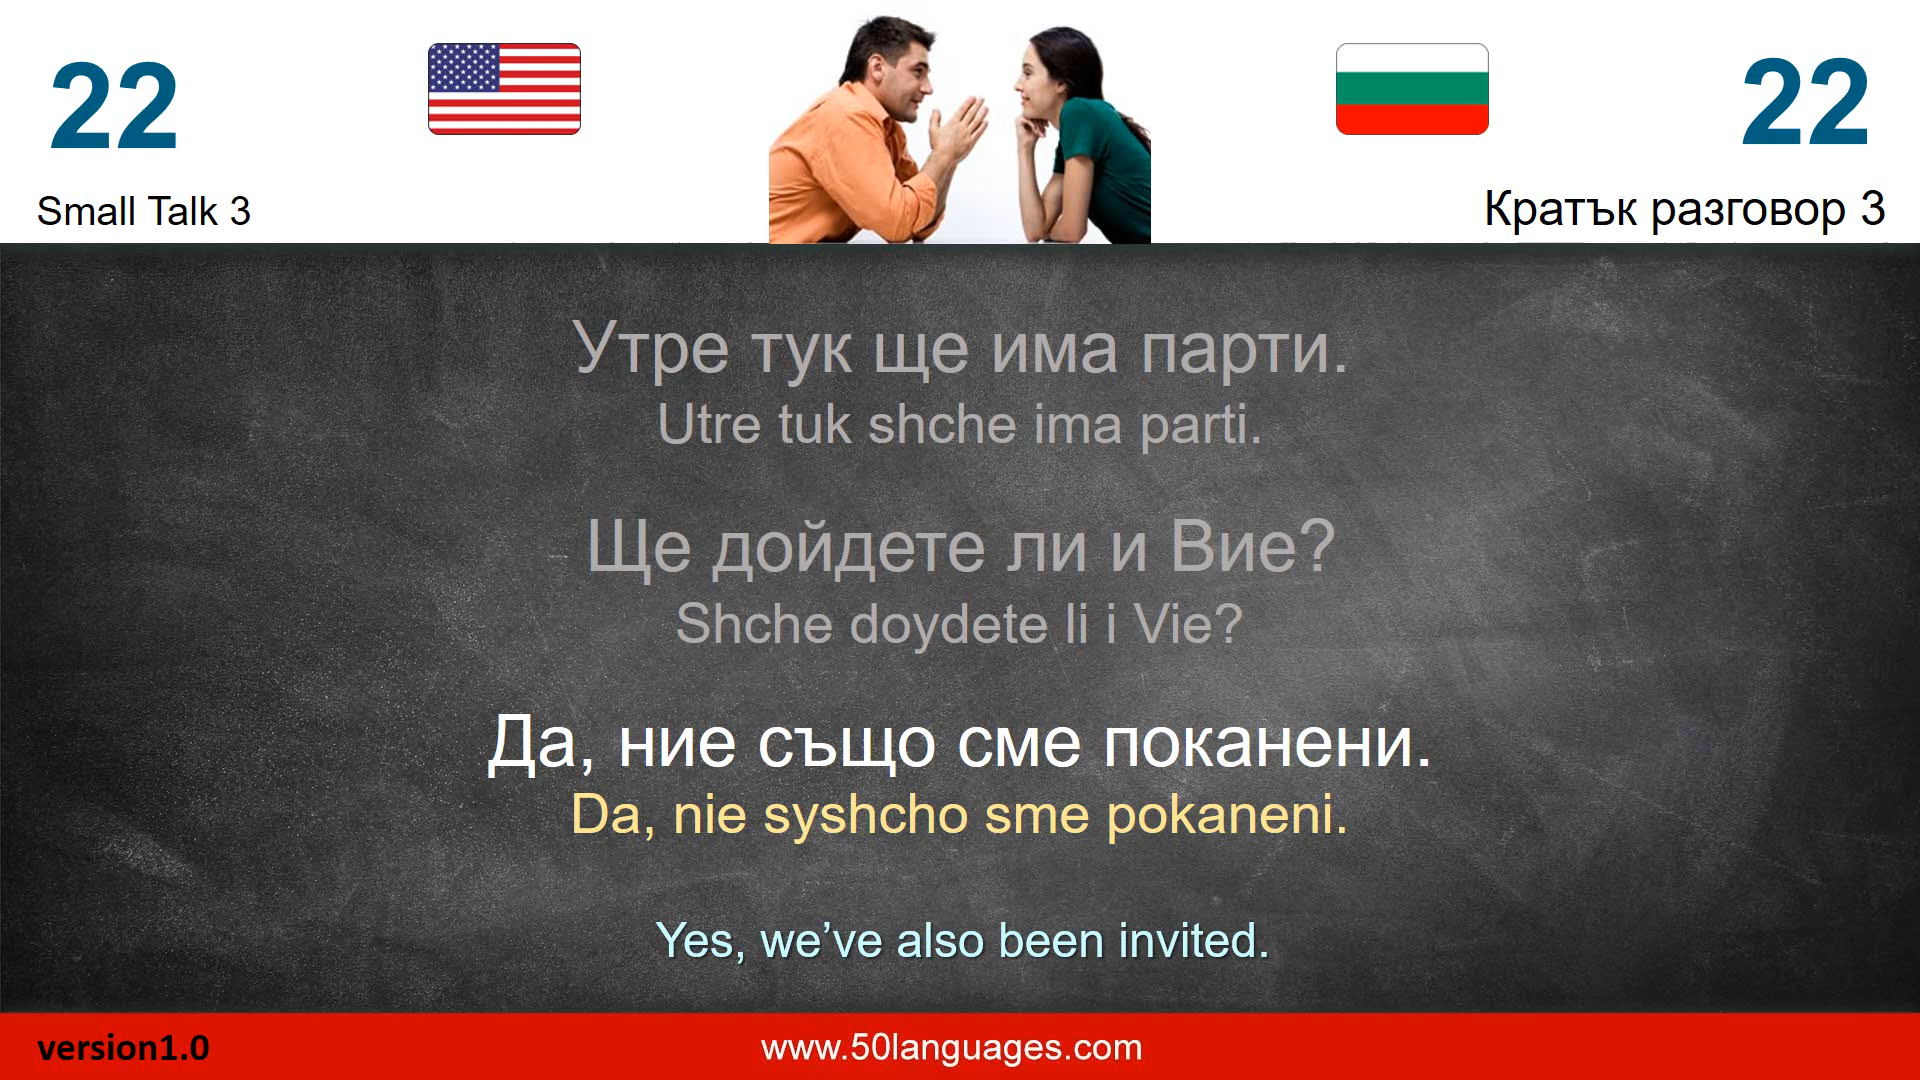 22
22
Small Talk 3
Кратък разговор 3
Утре тук ще има парти.
Utre tuk shche ima parti.
Ще дойдете ли и Вие?
Shche doydete li i Vie?
Да, ние също сме поканени.
Da, nie syshcho sme pokaneni.
Yes, we’ve also been invited.
version1.0
www.50languages.com